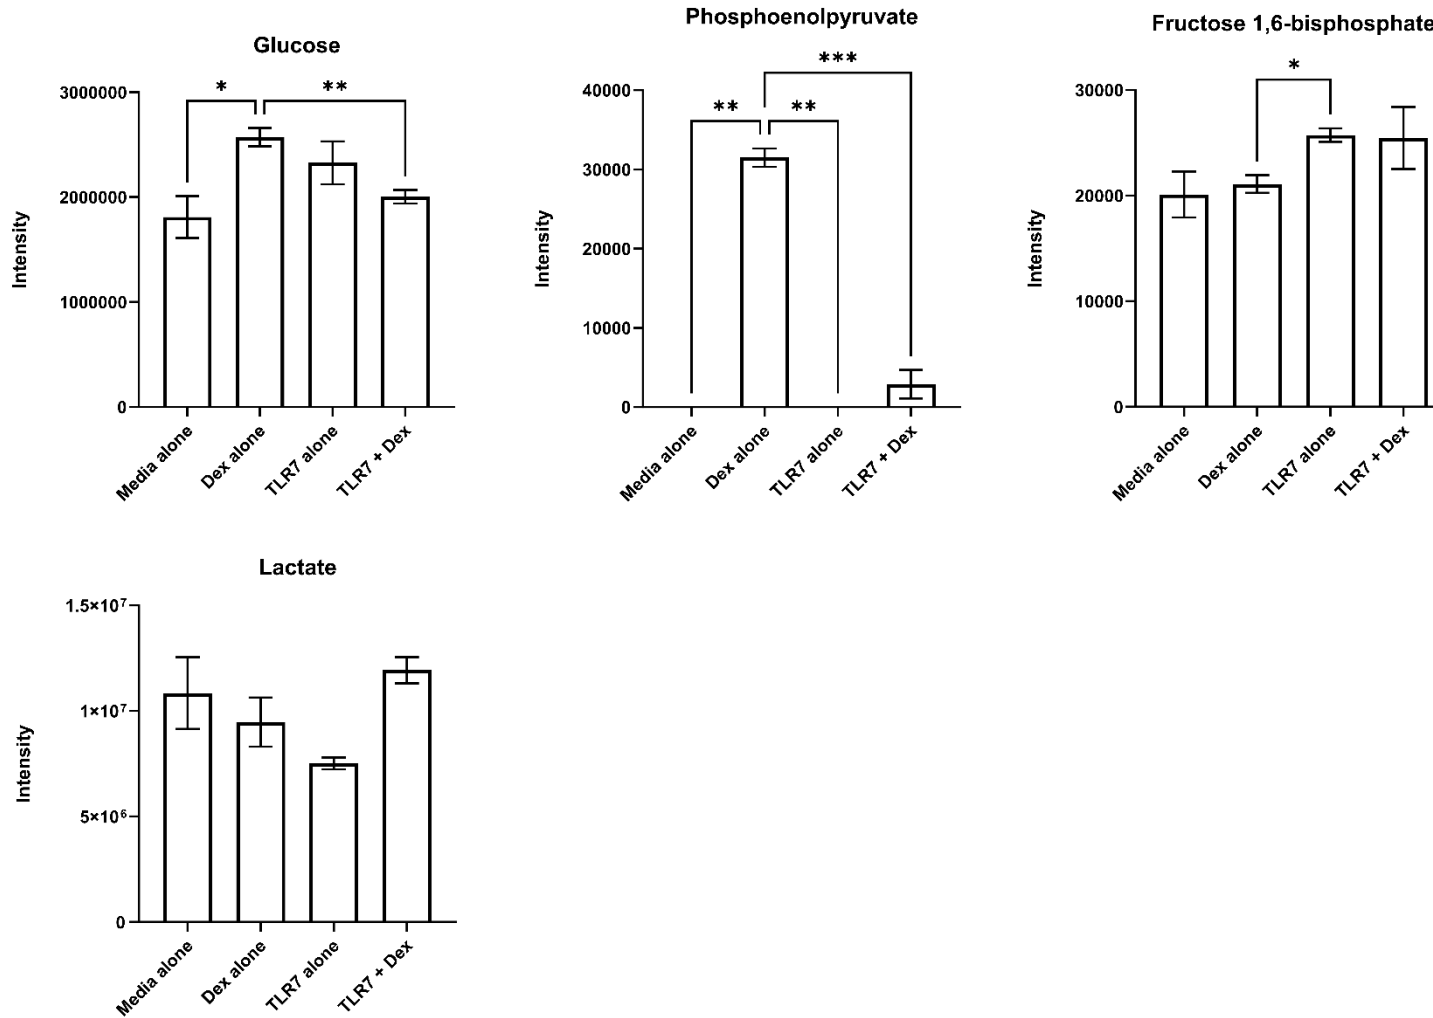 Glucose
*
**
3000000
2000000
1000000
0
Intensity
Media alone
Dex alone
TLR7 alone
TLR7 + Dex
Phosphoenolpyruvate
***
**
**
40000
30000
20000
10000
0
Intensity
Media alone
Dex alone
TLR7 alone
TLR7 + Dex
Fructose 1,6-bisphosphate
*
30000
20000
10000
0
Intensity
Media alone
Dex alone
TLR7 alone
TLR7 + Dex
Lactate
1.5×10⁷
1×10⁷
5×10⁶
0
Intensity
Media alone
Dex alone
TLR7 alone
TLR7 + Dex